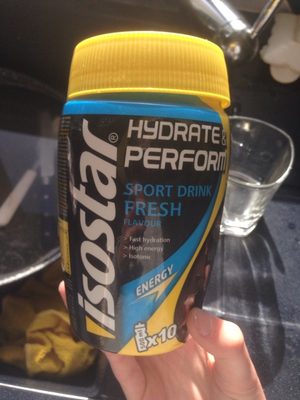 isostar®
HYDRATE &
PERFORM
SPORT DRINK
FRESH
FLAVOUR
> Fast hydration
> High energy
> Isotonic
ENERGY
x10